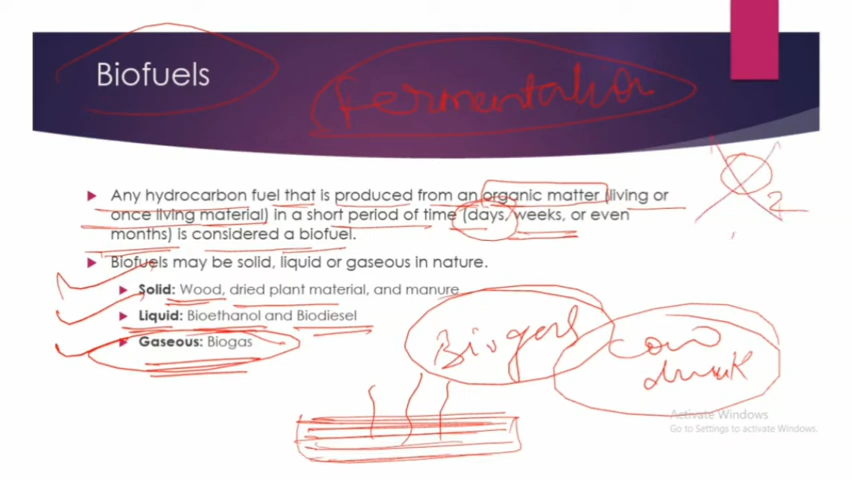 Biofuels
Fermentation
Any hydrocarbon fuel that is produced from an organic matter (living or
once living material) in a short period of time (days, weeks, or even
months) is considered a biofuel.
Biofuels may be solid, liquid or gaseous in nature.
Solid: Wood, dried plant material, and manure
Liquid: Bioethanol and Biodiesel
Gaseous: Biogas
Biogas
cow
Activate Windows
Go to Settings to activate Windows.